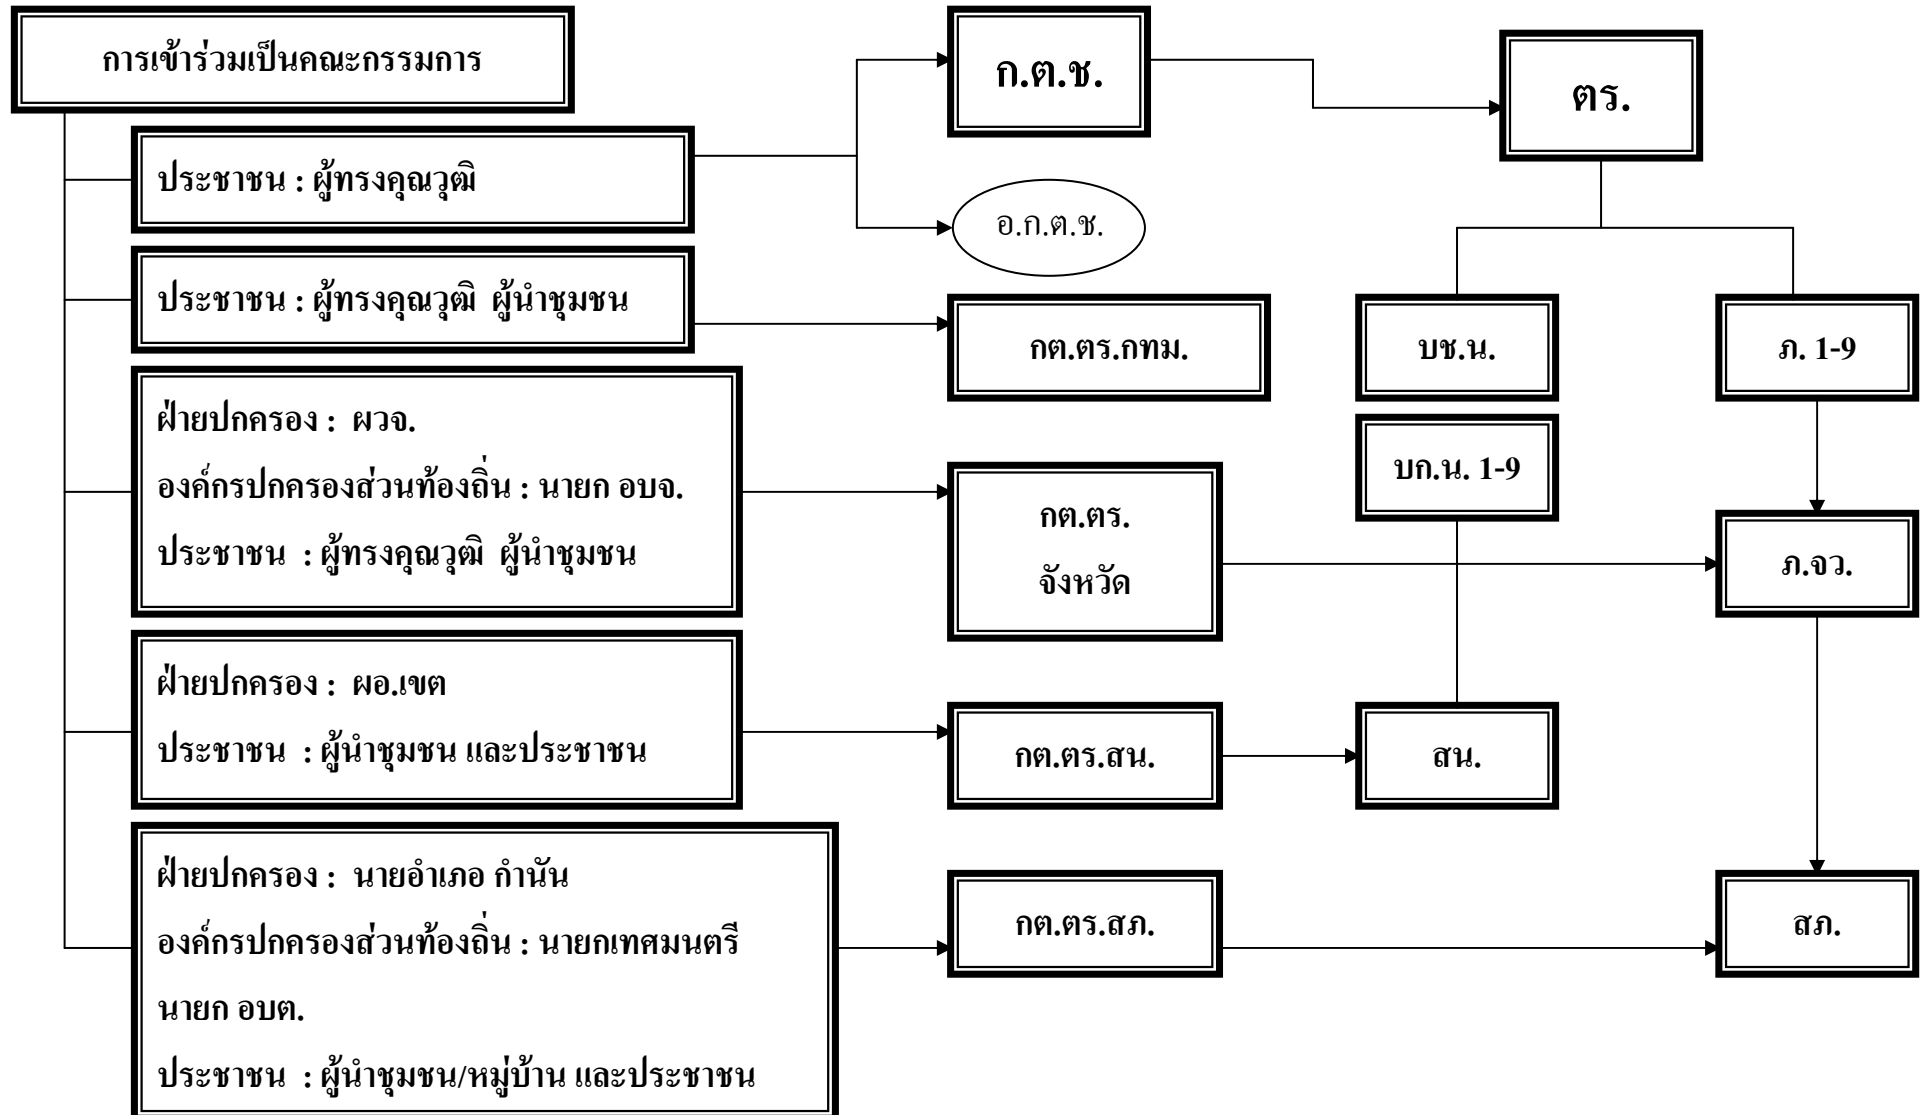 การเข้าร่วมเป็นคณะกรรมการ
ประชาชน : ผู้ทรงคุณวุฒิ
ประชาชน : ผู้ทรงคุณวุฒิ ผู้นำชุมชน
ฝ่ายปกครอง : ผวจ.
องค์กรปกครองส่วนท้องถิ่น : นายก อบจ.
ประชาชน : ผู้ทรงคุณวุฒิ ผู้นำชุมชน
ฝ่ายปกครอง : ผอ.เขต
ประชาชน : ผู้นำชุมชน และประชาชน
ฝ่ายปกครอง : นายอำเภอ กำนัน
องค์กรปกครองส่วนท้องถิ่น : นายกเทศมนตรี
นายก อบต.
ประชาชน : ผู้นำชุมชน/หมู่บ้าน และประชาชน
ก.ต.ช.
อ.ก.ต.ช.
กต.ตร.กทม.
กต.ตร.
จังหวัด
กต.ตร.สน.
กต.ตร.สภ.
ตร.
บช.น.
บก.น. 1-9
สน.
ภ. 1-9
ภ.จว.
สภ.